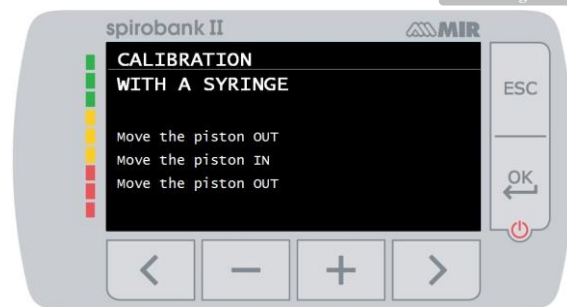 spirobank II
MIR
CALIBRATION
WITH A SYRINGE
ESC
Move the piston OUT
Move the piston IN
Move the piston OUT
OK